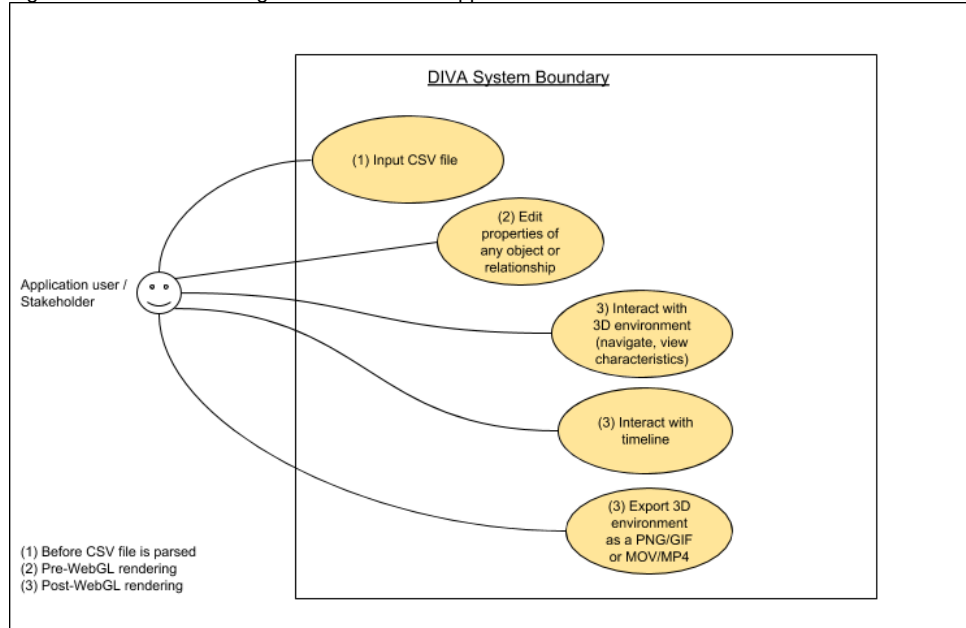 DIVA System Boundary
(1) Input CSV file
(2) Edit
properties of
any object or
relationship
Application user /
Stakeholder
3) Interact with
3D environment
(navigate, view
characteristics)
(3) Interact with
timeline
(3) Export 3D
environment
as a PNG/GIF
or MOV/MP4
(1) Before CSV file is parsed
(2) Pre-WebGL rendering
(3) Post-WebGL rendering